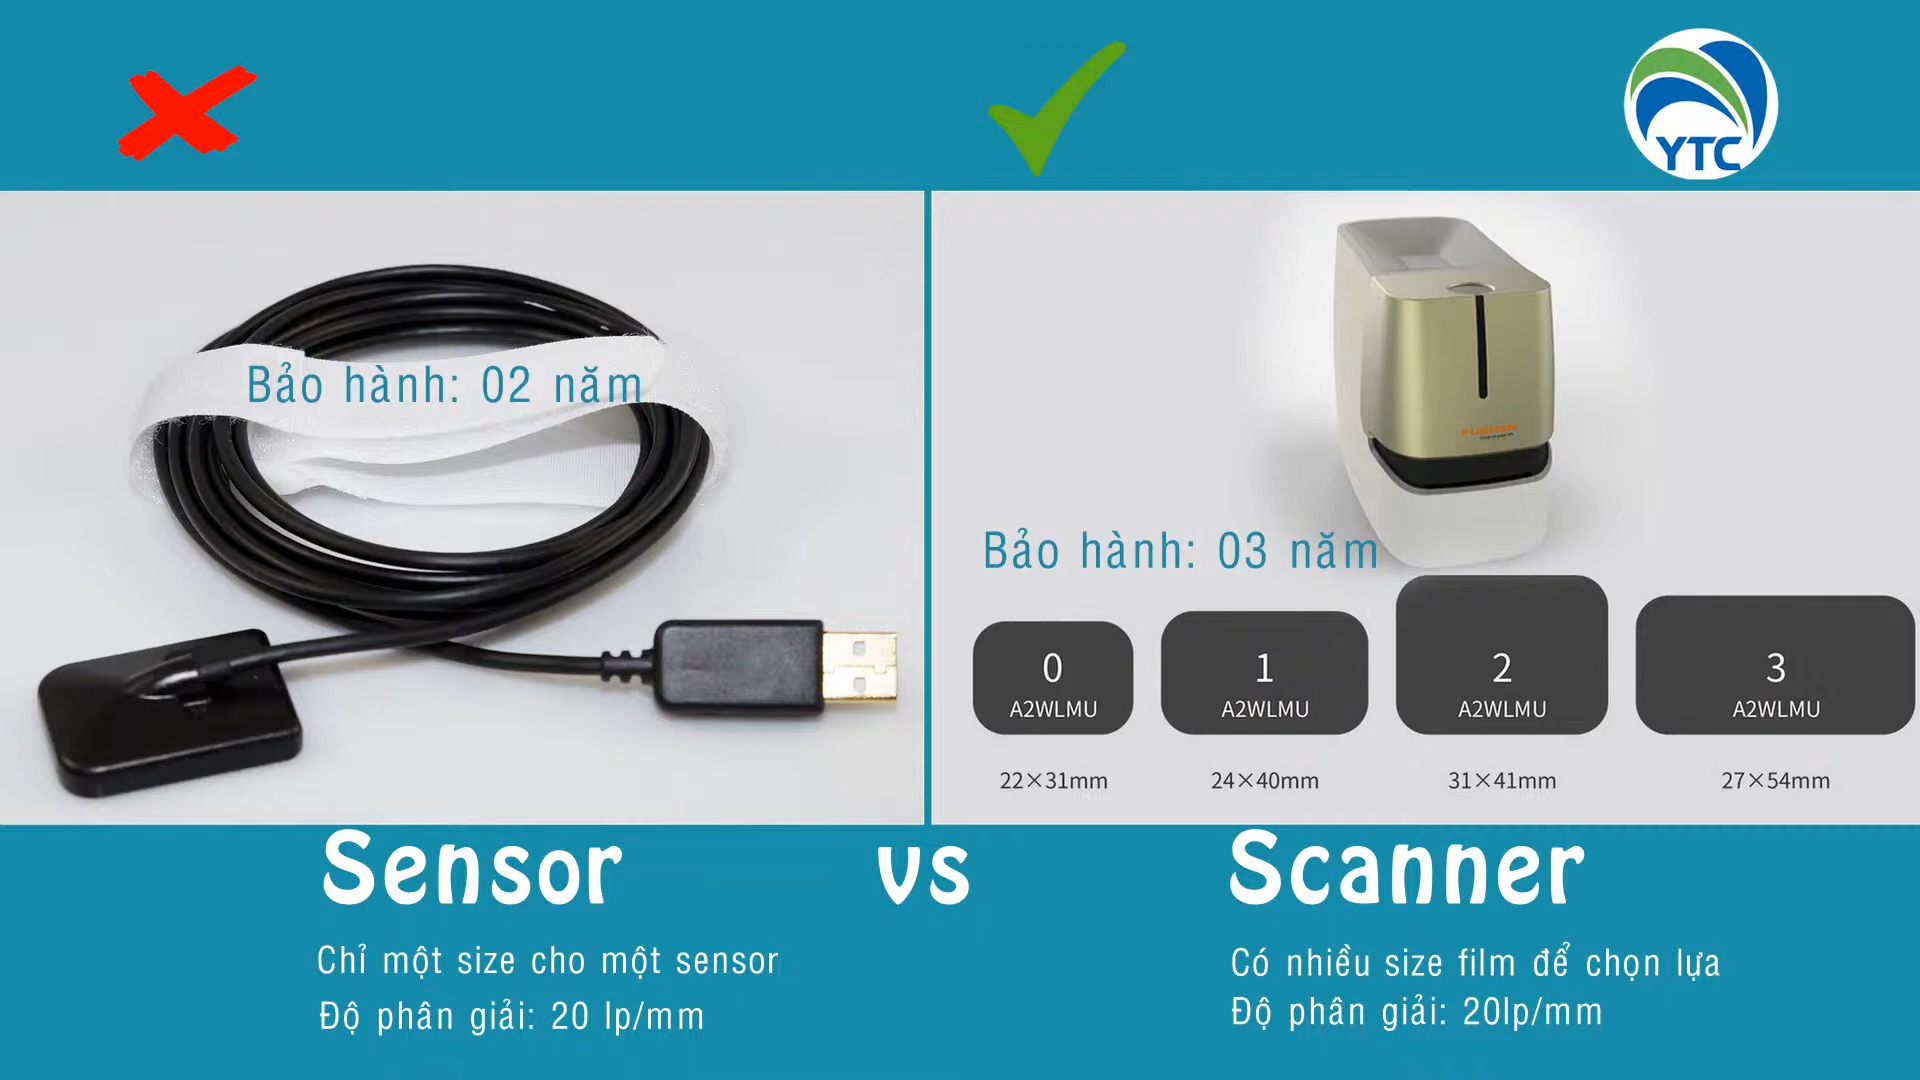 YTC
Bảo hành: 02 năm
Bảo hành: 03 năm
0
A2WLMU
22×31mm
1
A2WLMU
24×40mm
2
A2WLMU
31×41mm
3
A2WLMU
27×54mm
Sensor vs Scanner
Chỉ một size cho một sensor
Độ phân giải: 20 lp/mm
Có nhiều size film để chọn lựa
Độ phân giải: 20lp/mm